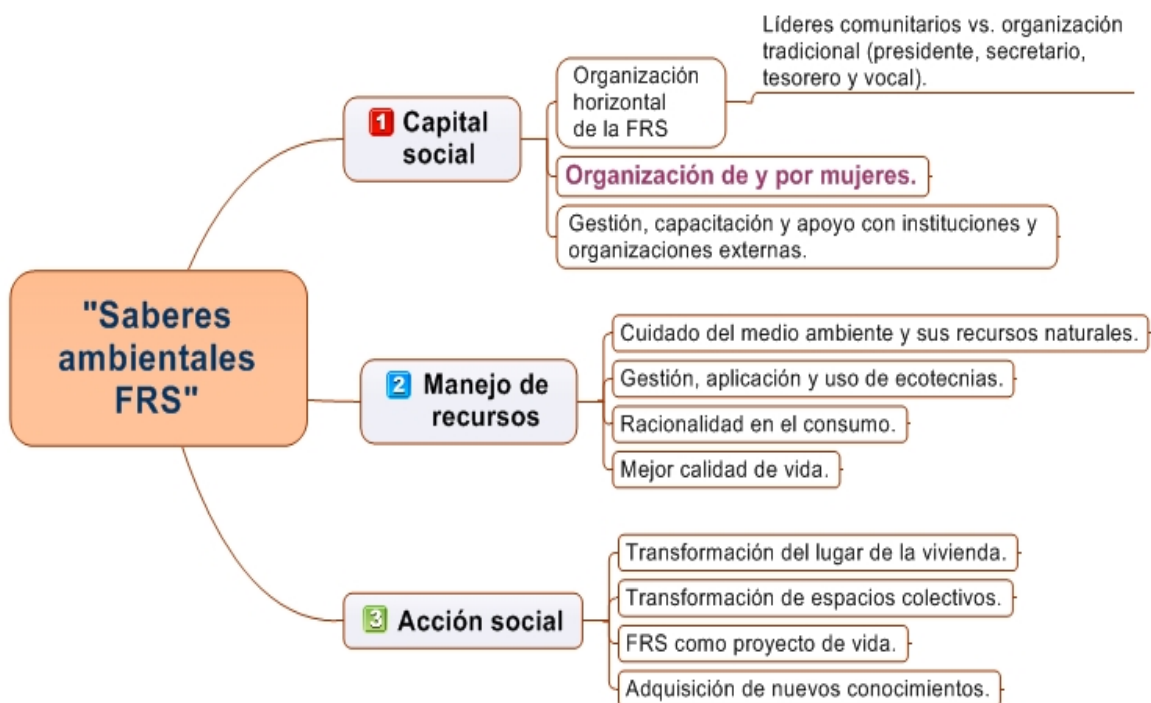 "Saberes
ambientales
FRS"
1 Capital
social
Organización
horizontal
de la FRS
Líderes comunitarios vs. organización
tradicional (presidente, secretario,
tesorero y vocal).
Organización de y por mujeres.
Gestión, capacitación y apoyo con instituciones y
organizaciones externas.
2 Manejo de
recursos
Cuidado del medio ambiente y sus recursos naturales.
Gestión, aplicación y uso de ecotecnias.
Racionalidad en el consumo.
Mejor calidad de vida.
3 Acción social
Transformación del lugar de la vivienda.
Transformación de espacios colectivos.
FRS como proyecto de vida.
Adquisición de nuevos conocimientos.